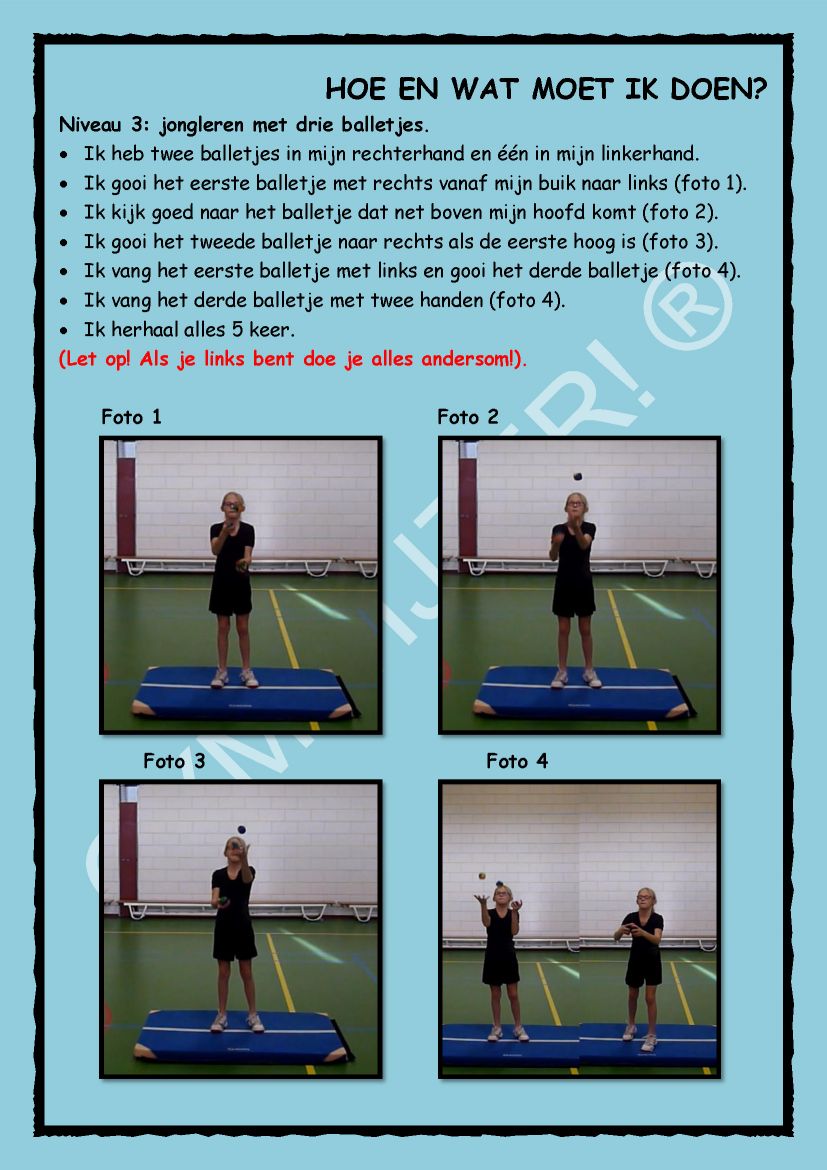 HOE EN WAT MOET IK DOEN?
Niveau 3: jongleren met drie balletjes.
• Ik heb twee balletjes in mijn rechterhand en één in mijn linkerhand.
• Ik gooi het eerste balletje met rechts vanaf mijn buik naar links (foto 1).
• Ik kijk goed naar het balletje dat net boven mijn hoofd komt (foto 2).
• Ik gooi het tweede balletje naar rechts als de eerste hoog is (foto 3).
• Ik vang het eerste balletje met links en gooi het derde balletje (foto 4).
• Ik vang het derde balletje met twee handen (foto 4).
• Ik herhaal alles 5 keer.
(Let op! Als je links bent doe je alles andersom!).
Foto 1
Foto 2
Foto 3
Foto 4